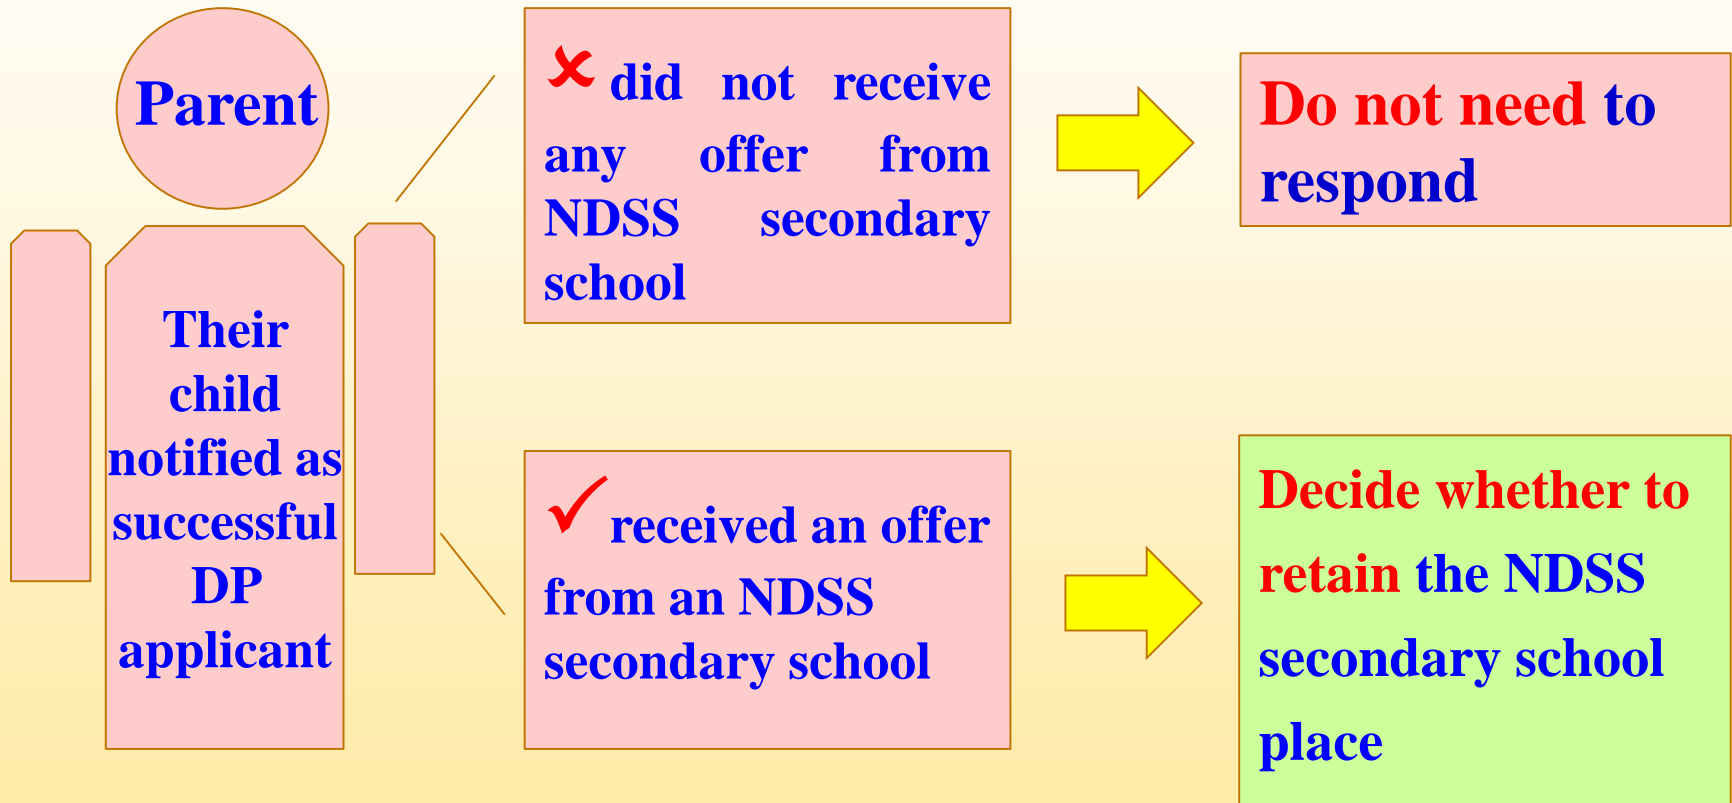 Parent
Their
child
notified as
successful
DP
applicant
✘ did not receive
any offer from
NDSS secondary
school
Do not need to
respond
✓ received an offer
from an NDSS
secondary school
Decide whether to
retain the NDSS
secondary school
place